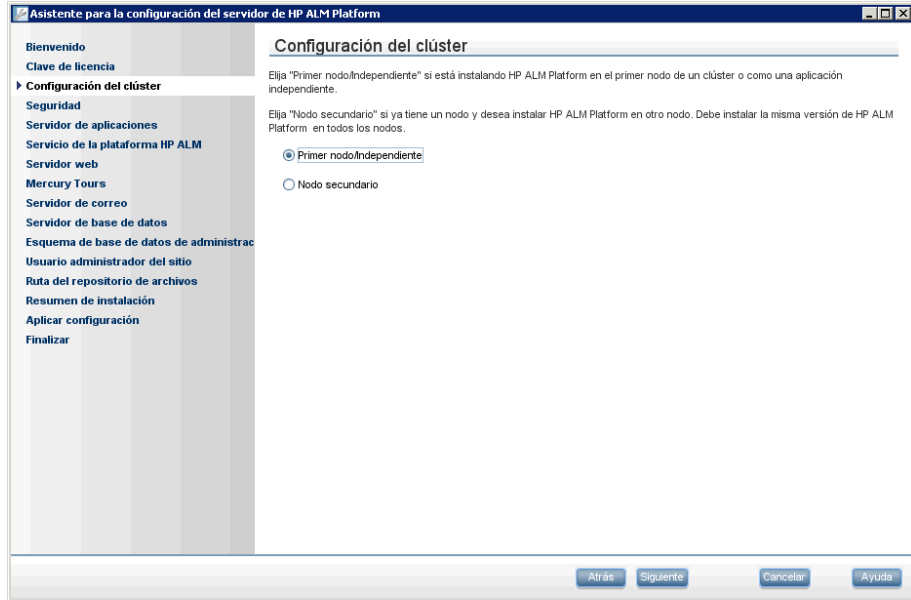 Asistente para la configuración del servidor de HP ALM Platform
Bienvenido
Clave de licencia
Configuración del clúster
Seguridad
Servidor de aplicaciones
Servicio de la plataforma HP ALM
Servidor web
Mercury Tours
Servidor de correo
Servidor de base de datos
Esquema de base de datos de administrac
Usuario administrador del sitio
Ruta del repositorio de archivos
Resumen de instalación
Aplicar configuración
Finalizar
Configuración del clúster
Elija "Primer nodo/Independiente" si está instalando HP ALM Platform en el primer nodo de un clúster o como una aplicación
independiente.
Elija "Nodo secundario" si ya tiene un nodo y desea instalar HP ALM Platform en otro nodo. Debe instalar la misma versión de HP ALM
Platform en todos los nodos.
Primer nodo/Independiente
Nodo secundario
Atrás Siguiente Cancelar Ayuda